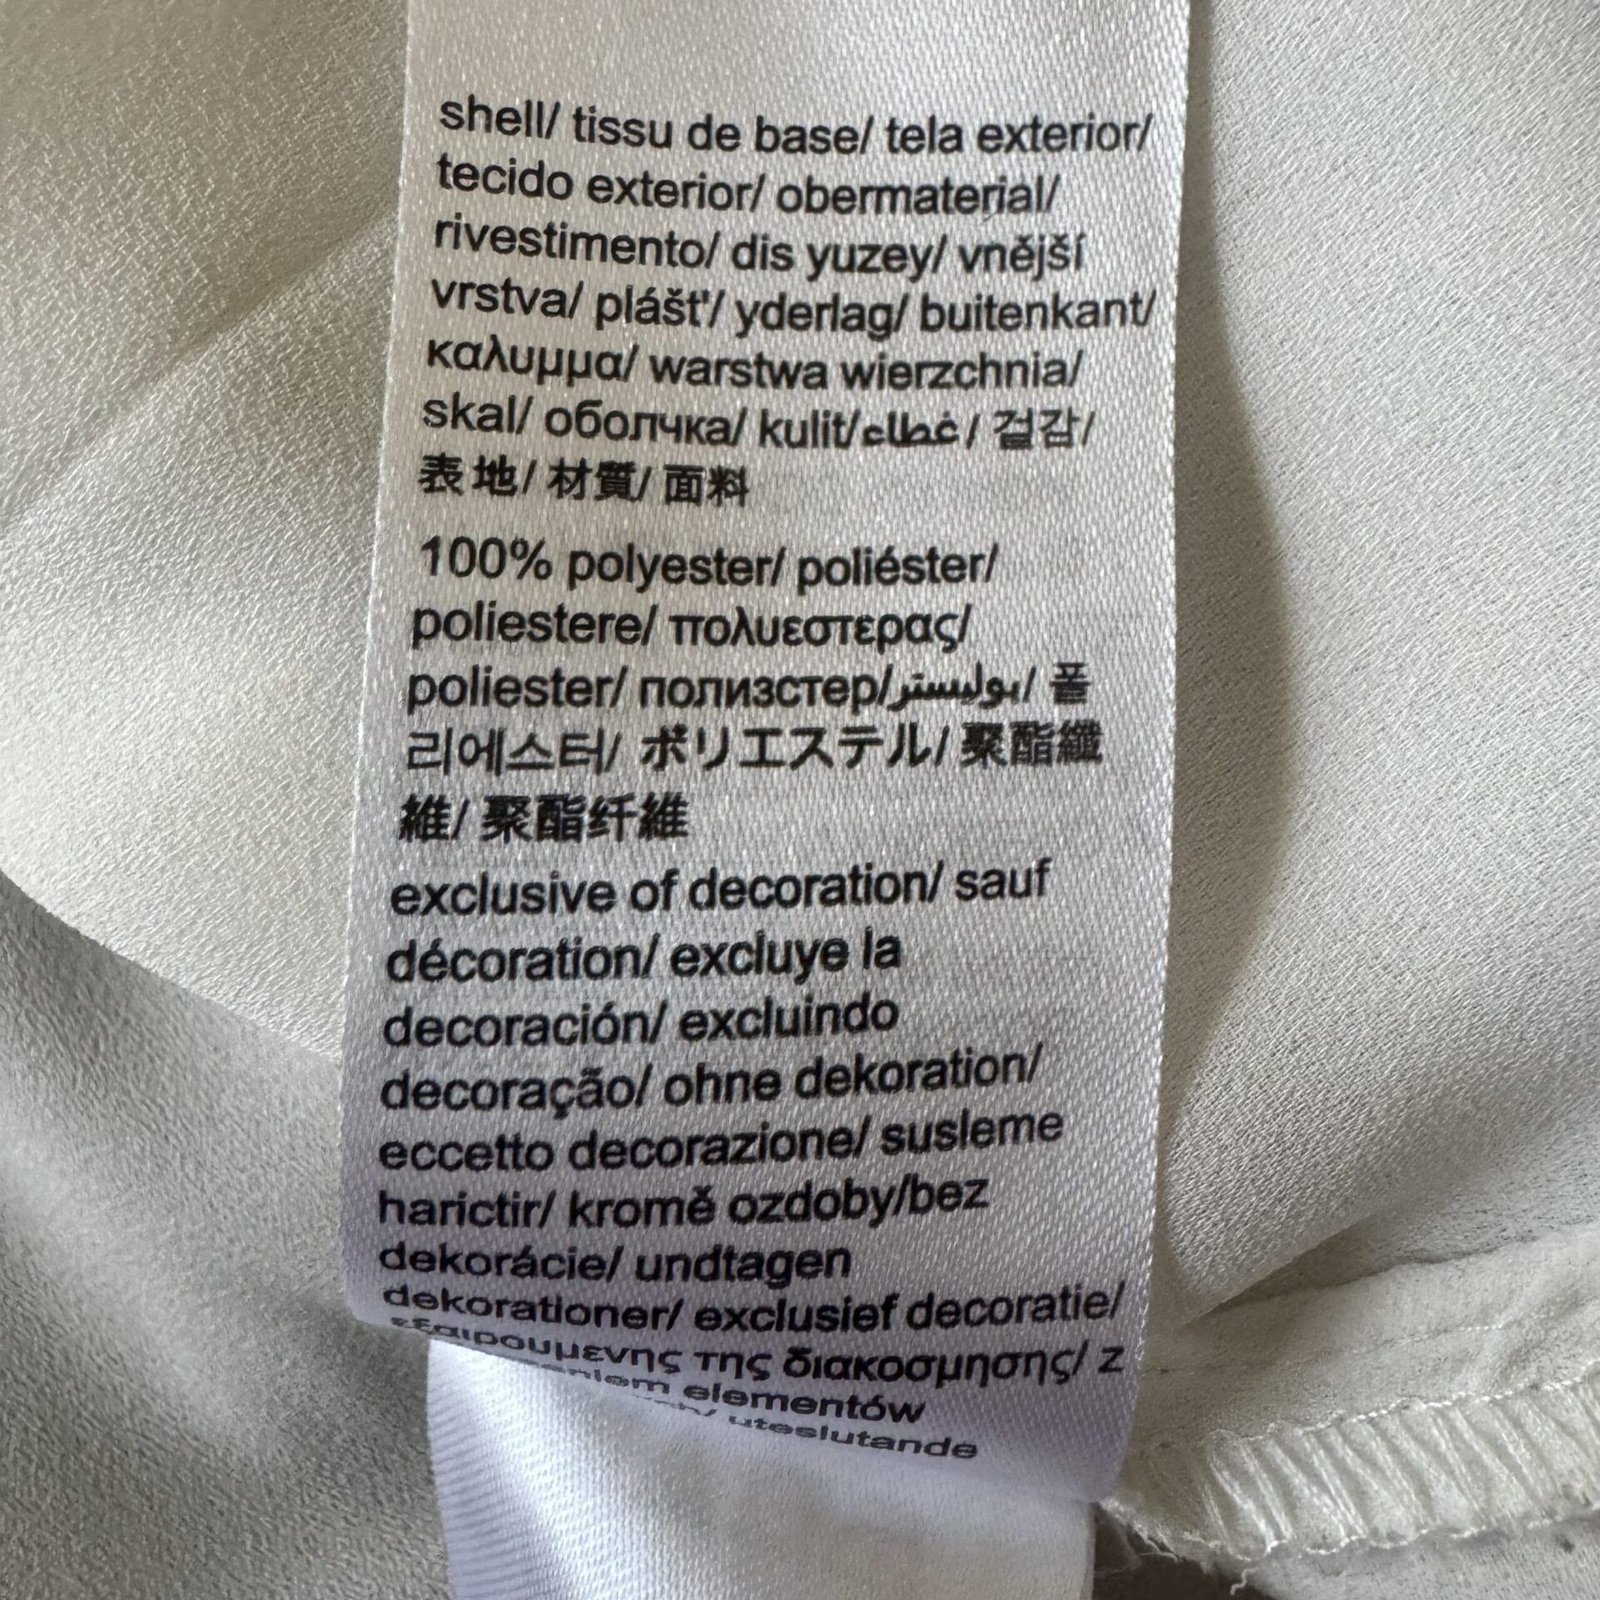 shell/ tissu de base/ tela exterior/
tecido exterior/ obermaterial/
rivestimento/ dis yuzey/ vnější
vrstva/ plášt'/ yderlag/ buitenkant/
καλυμμα/ warstwa wierzchnia/
skal/ оболчка/ kulit/غطاء/ 겉감/
表地/ 材質/ 面料
100% polyester/ poliéster/
poliestere/ πολυεστερας/
poliester/ полизстер/بوليستر/ 폴
리에스터/ ポリエステル/ 聚酯纖
維/ 聚酯纤維
exclusive of decoration/ sauf
décoration/ excluye la
decoración/ excluindo
decoração/ ohne dekoration/
eccetto decorazione/ susleme
harictir/ kromě ozdoby/bez
dekorácie/ undtagen
dekorationer/ exclusief decoratie/
εξαιρουμενης της διακοσμησης/ z
elementów
uteslutande